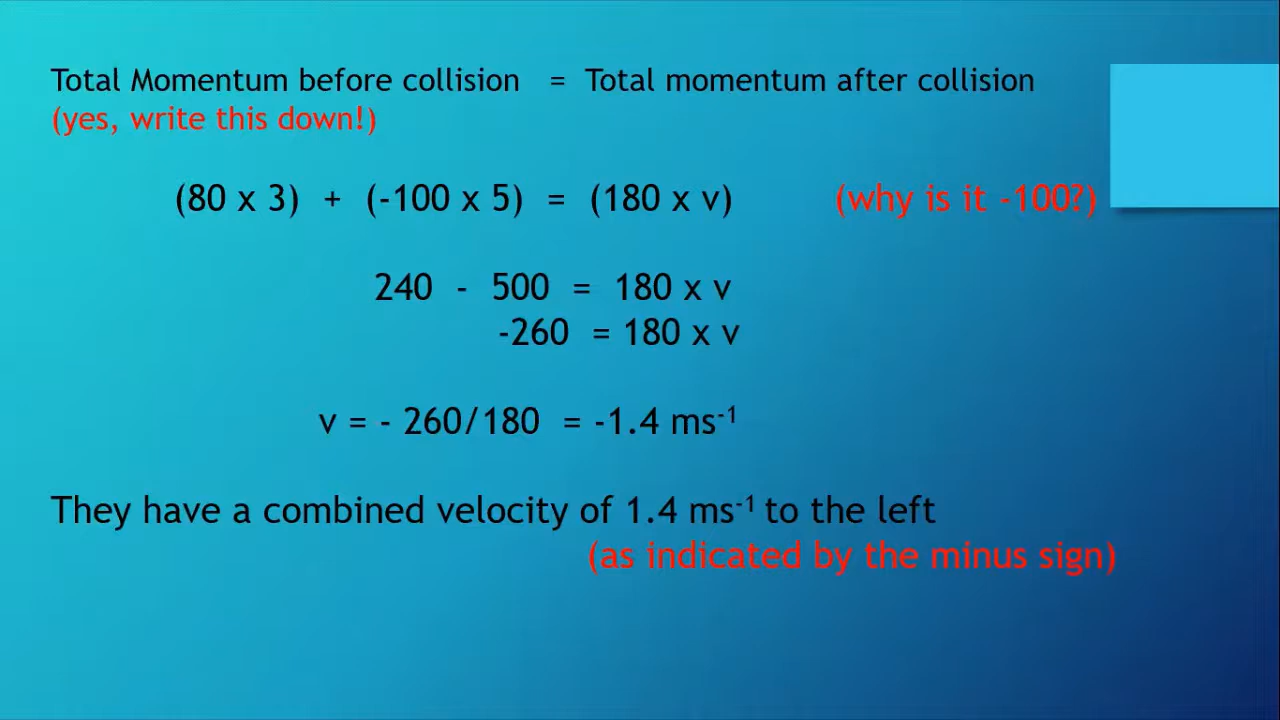 Total Momentum before collision = Total momentum after collision
(yes, write this down!)
(80 x 3) + (-100 x 5) = (180 x v) (why is it -100?)
240 - 500 = 180 x v
-260 = 180 x v
v = - 260/180 = -1.4 ms⁻¹
They have a combined velocity of 1.4 ms⁻¹ to the left
(as indicated by the minus sign)